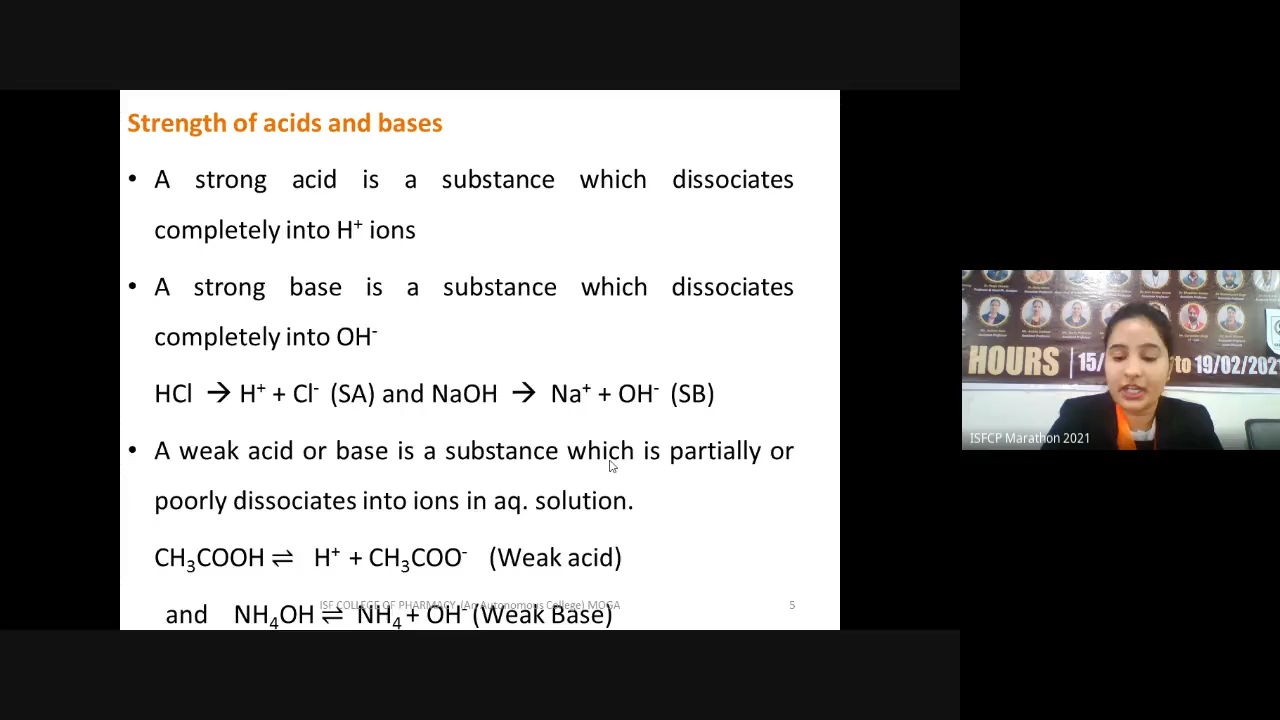 Strength of acids and bases
• A strong acid is a substance which dissociates
completely into H⁺ ions
• A strong base is a substance which dissociates
completely into OH⁻
HCl → H⁺ + Cl⁻ (SA) and NaOH → Na⁺ + OH⁻ (SB)
• A weak acid or base is a substance which is partially or
poorly dissociates into ions in aq. solution.
CH₃COOH ⇌ H⁺ + CH₃COO⁻ (Weak acid)
and NH₄OH ⇌ NH₄ + OH⁻ (Weak Base)
ISF COLLEGE OF PHARMACY (An Autonomous College) MOGA
5
HOURS 15/ to 19/02/2021
ISFCP Marathon 2021